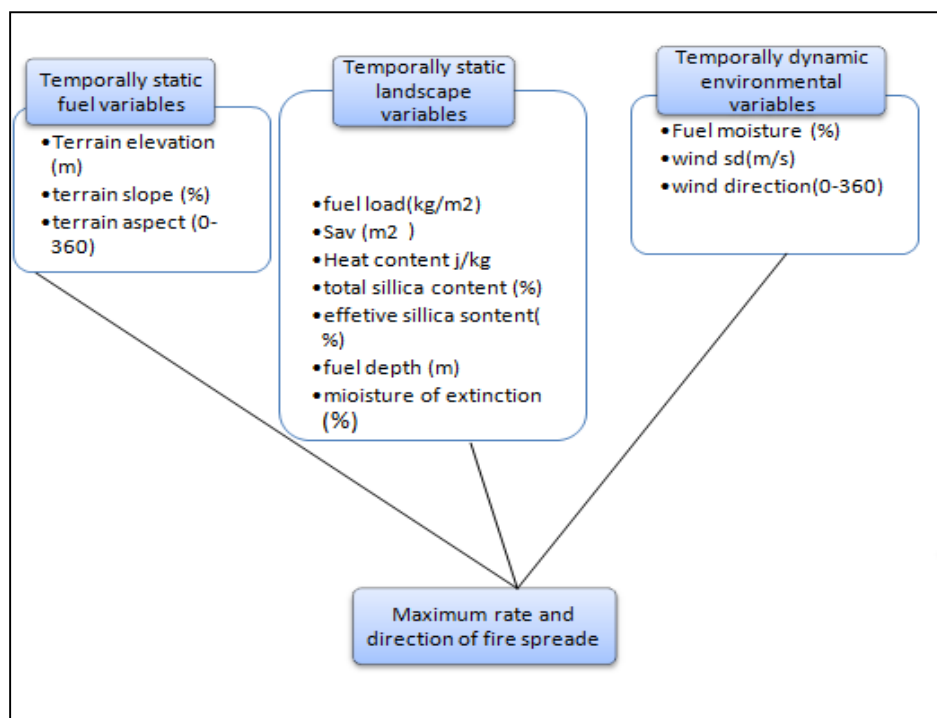 Temporally static
fuel variables
•Terrain elevation
(m)
•terrain slope (%)
•terrain aspect (0-
360)
Temporally static
landscape
variables
•fuel load(kg/m2)
•Sav (m2 )
•Heat content j/kg
•total sillica content (%)
•effetive sillica sontent(
%)
•fuel depth (m)
•mioisture of extinction
(%)
Temporally dynamic
environmental
variables
•Fuel moisture (%)
•wind sd(m/s)
•wind direction(0-360)
Maximum rate and
direction of fire spreade